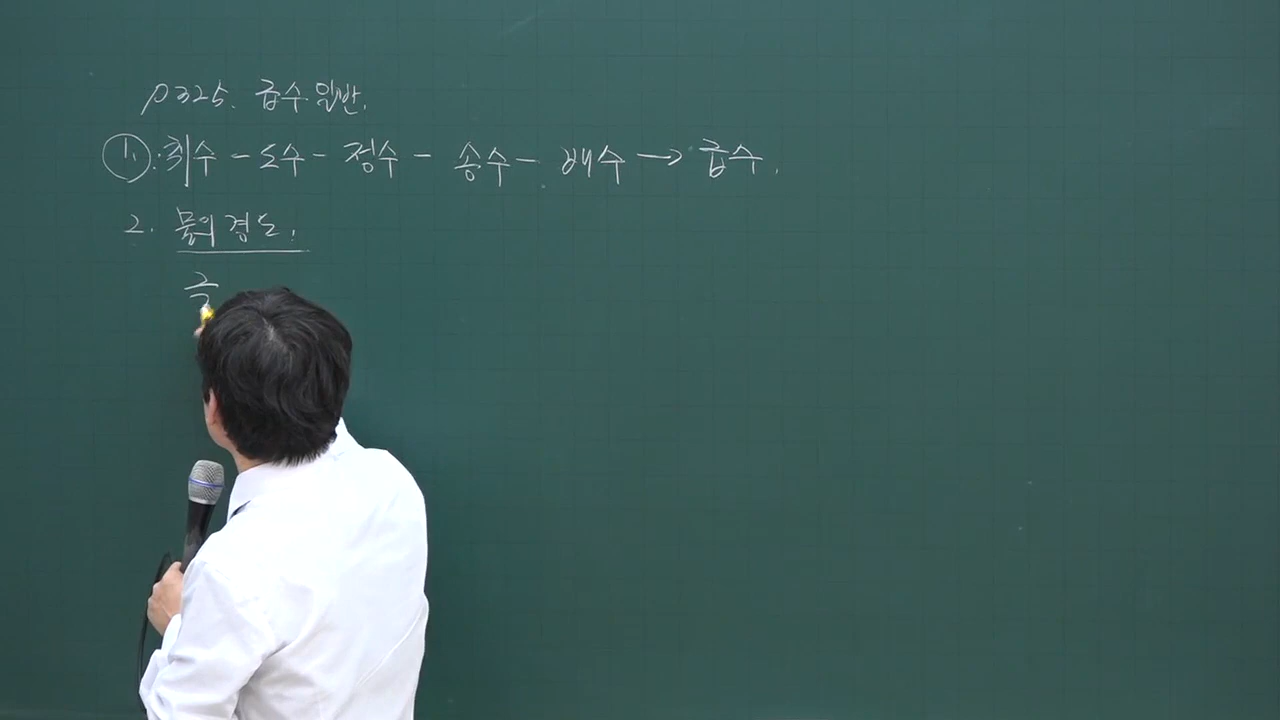 P325. 급수일반.
①: 취수 - 도수 - 정수 - 송수 - 배수 → 급수.
2. 물의 경도.